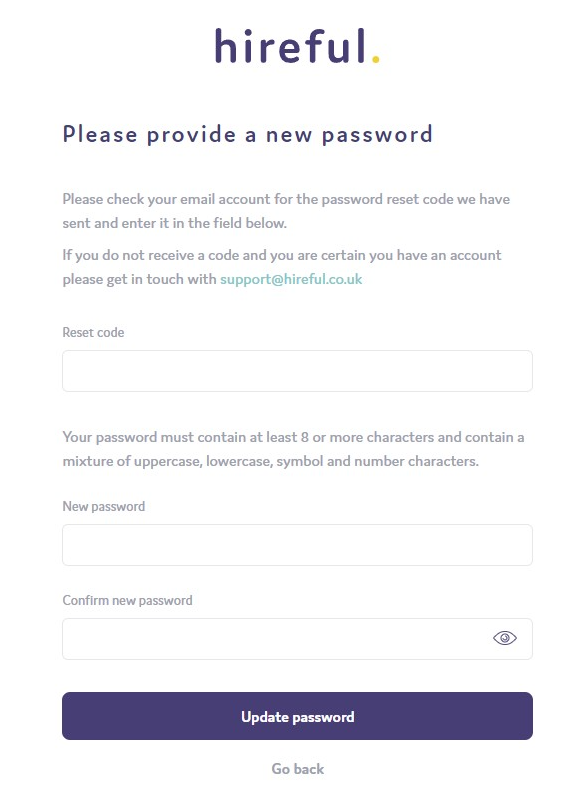 hireful.
Please provide a new password
Please check your email account for the password reset code we have
sent and enter it in the field below.
If you do not receive a code and you are certain you have an account
please get in touch with support@hireful.co.uk
Reset code
Your password must contain at least 8 or more characters and contain a
mixture of uppercase, lowercase, symbol and number characters.
New password
Confirm new password
Update password
Go back